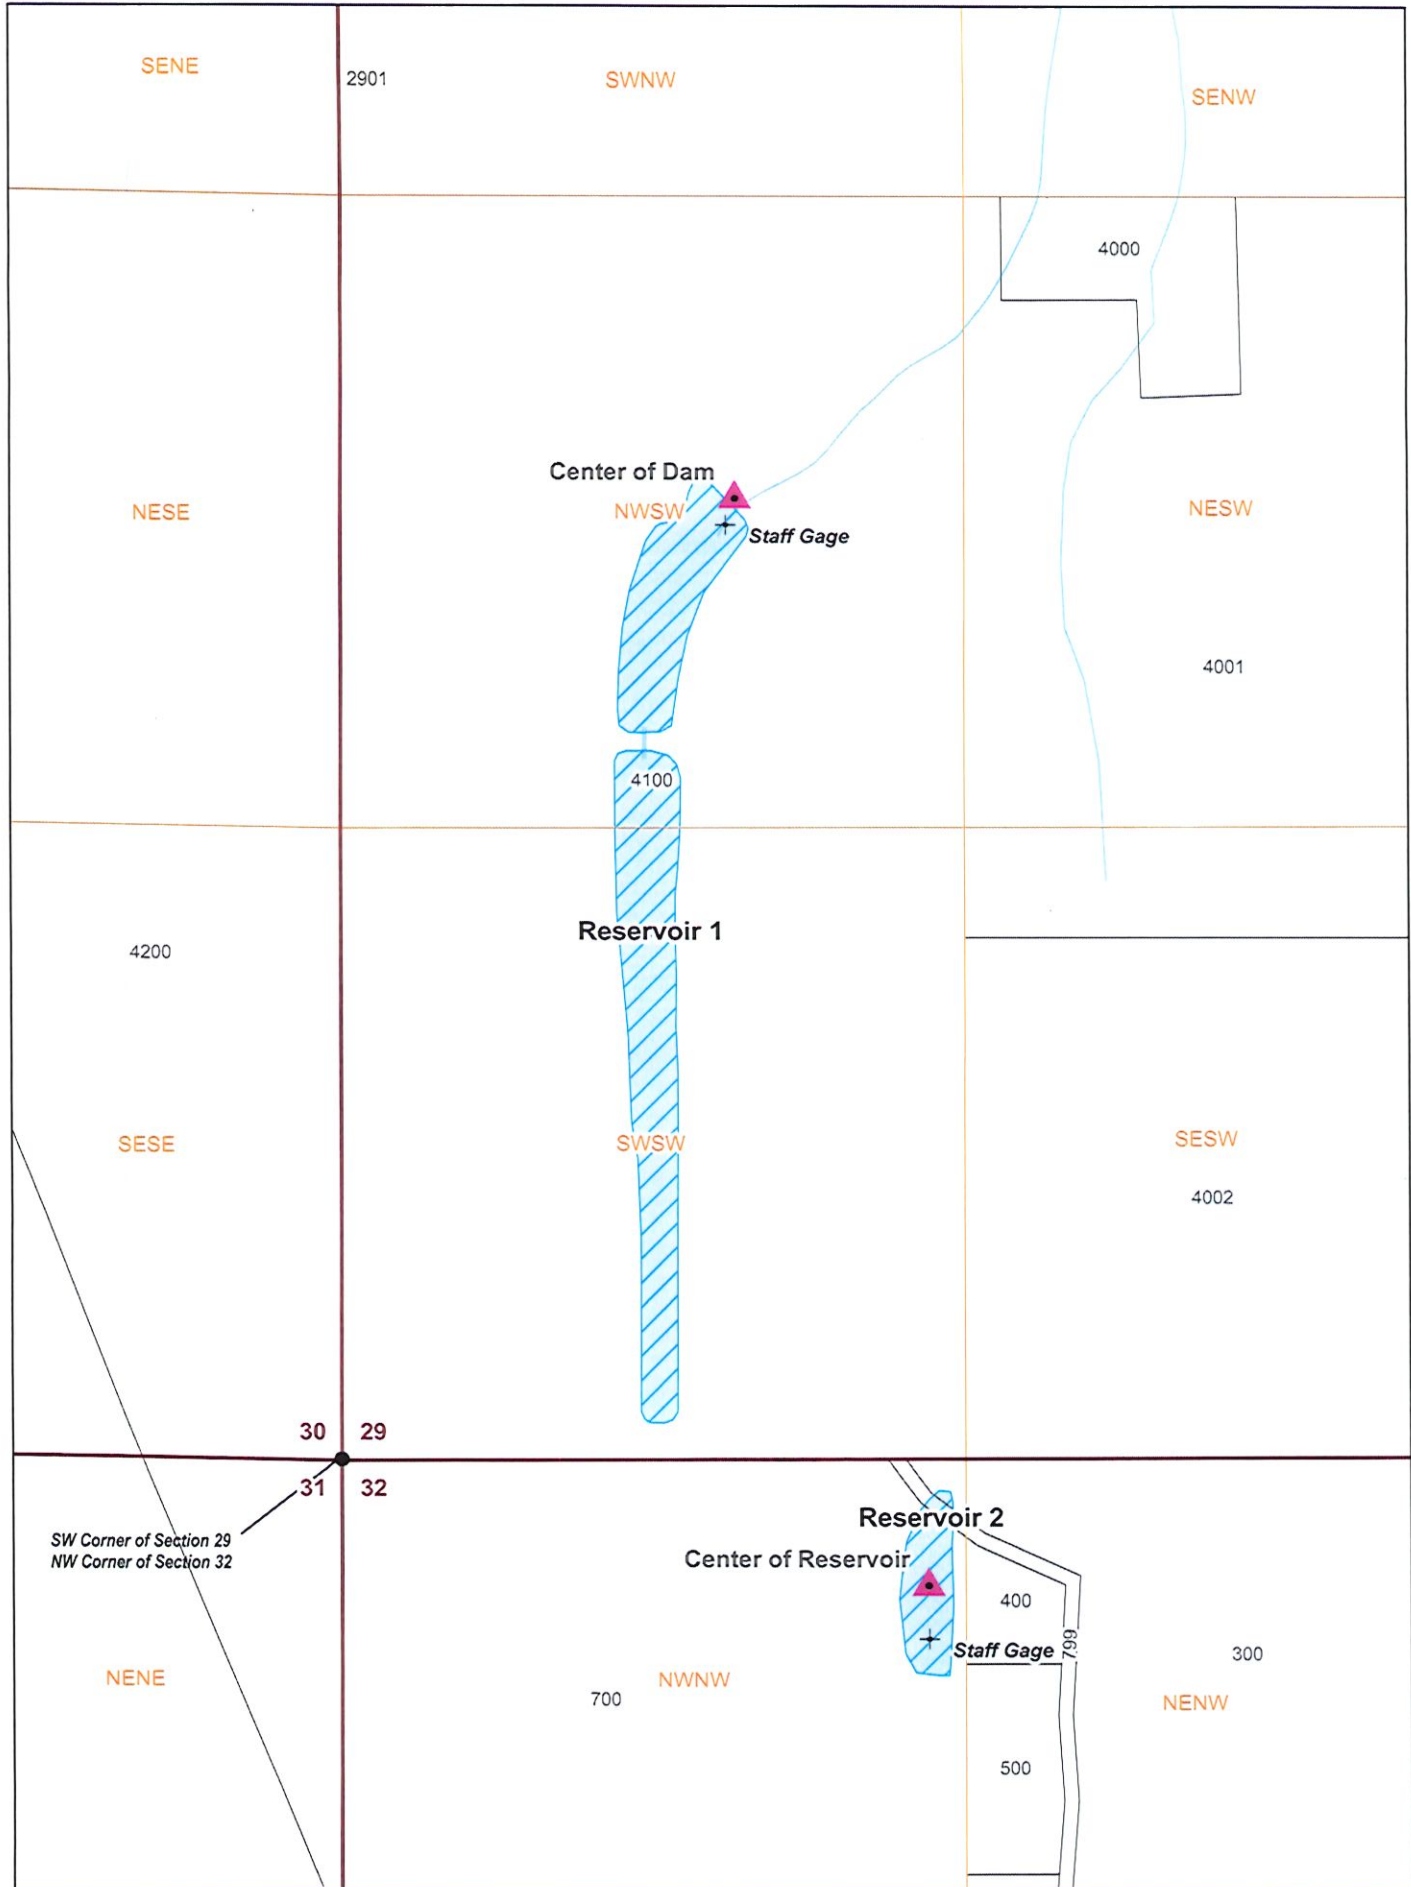 SENE
2901
SWNW
SENW
4000
Center of Dam
NESE
NWSW
NESW
Staff Gage
4001
4100
Reservoir 1
4200
SESE
SWSW
SESW
4002
30 29
31 32
SW Corner of Section 29
NW Corner of Section 32
Reservoir 2
Center of Reservoir
400
799
Staff Gage
300
NENE
NWNW
700
NENW
500